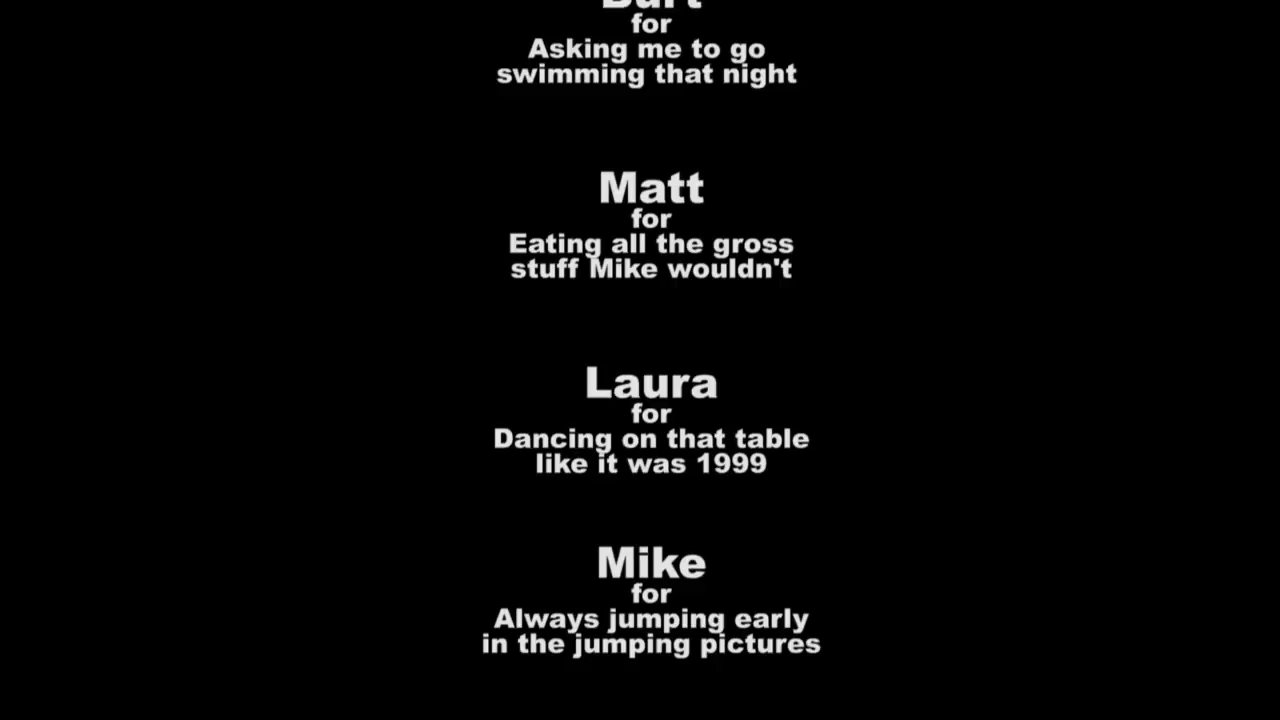 Burt
for
Asking me to go
swimming that night
Matt
for
Eating all the gross
stuff Mike wouldn't
Laura
for
Dancing on that table
like it was 1999
Mike
for
Always jumping early
in the jumping pictures